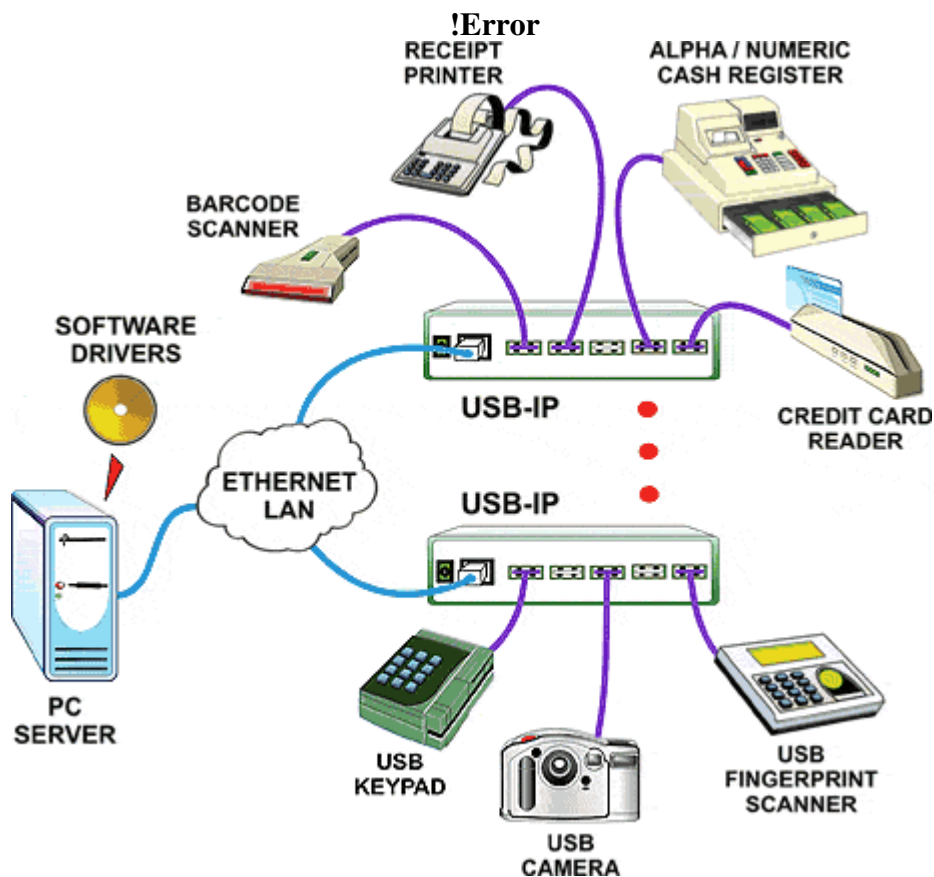 !Error
RECEIPT
PRINTER
ALPHA / NUMERIC
CASH REGISTER
BARCODE
SCANNER
SOFTWARE
DRIVERS
USB-IP
CREDIT CARD
READER
ETHERNET
LAN
USB-IP
PC
SERVER
USB
KEYPAD
USB
CAMERA
USB
FINGERPRINT
SCANNER